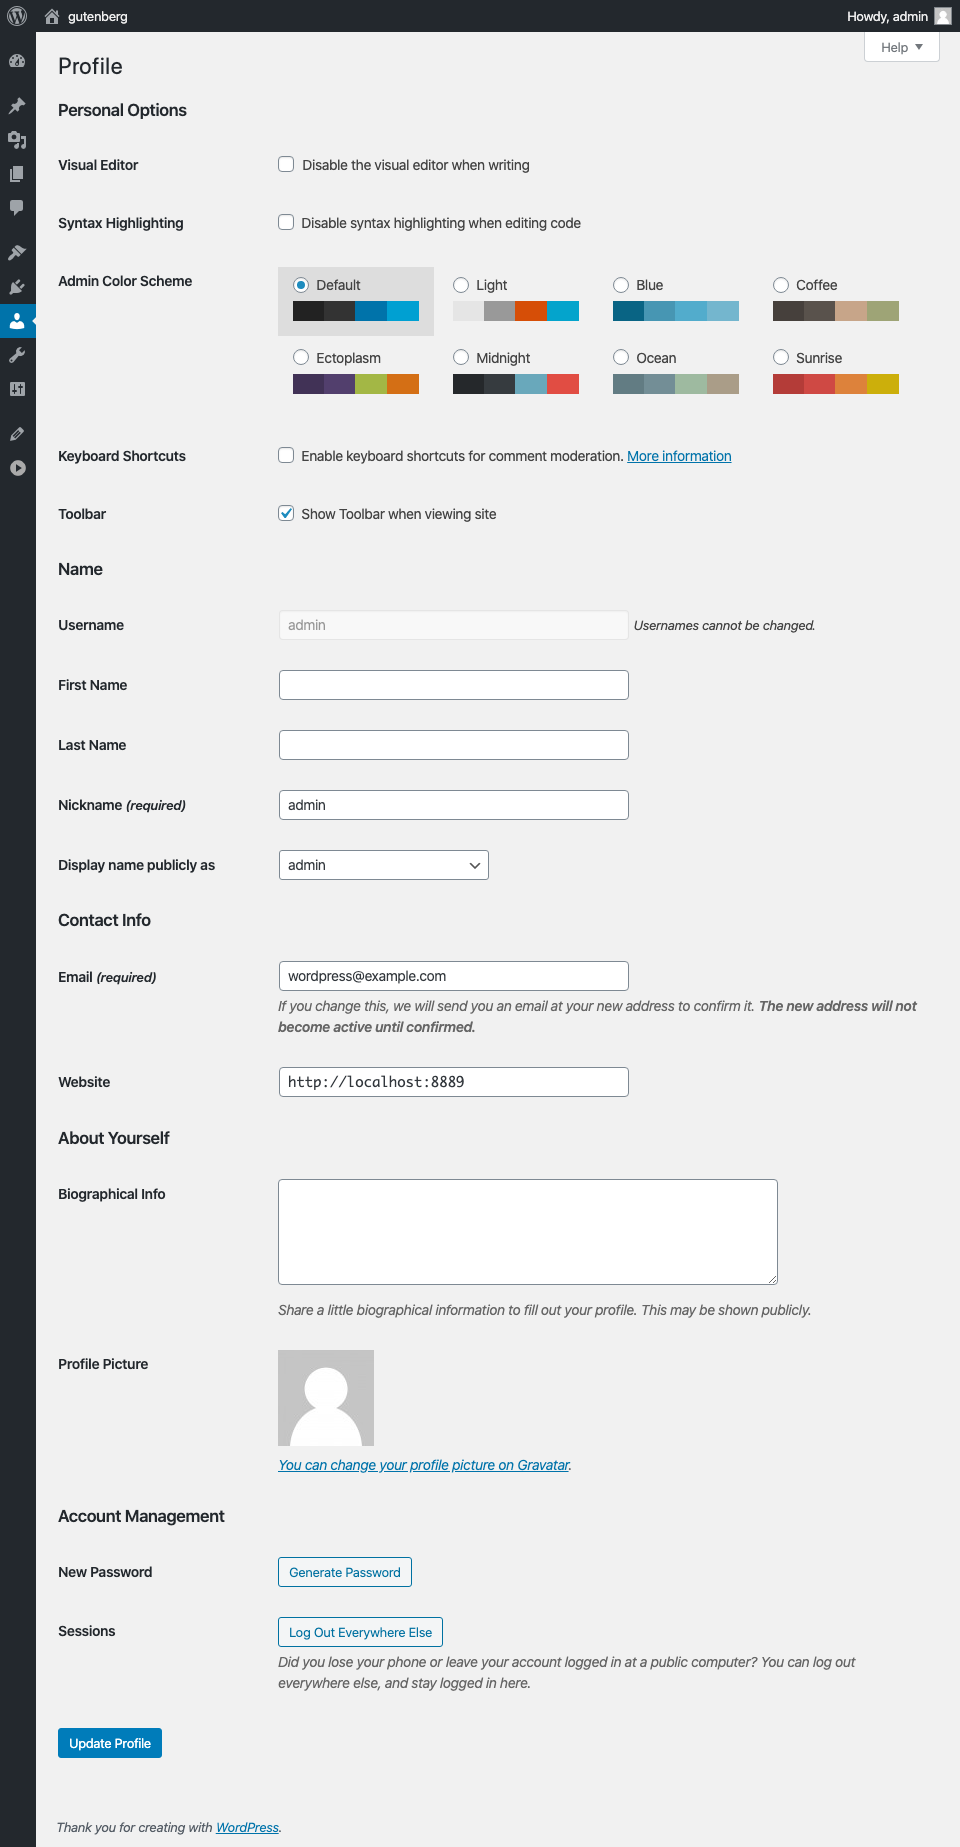 gutenberg
Howdy, admin
Help
Profile
Personal Options
Visual Editor
Disable the visual editor when writing
Syntax Highlighting
Disable syntax highlighting when editing code
Admin Color Scheme
Default
Light
Blue
Coffee
Ectoplasm
Midnight
Ocean
Sunrise
Keyboard Shortcuts
Enable keyboard shortcuts for comment moderation. More information
Toolbar
Show Toolbar when viewing site
Name
Username
admin
Usernames cannot be changed.
First Name
Last Name
Nickname (required)
admin
Display name publicly as
admin
Contact Info
Email (required)
wordpress@example.com
If you change this, we will send you an email at your new address to confirm it. The new address will not
become active until confirmed.
Website
http://localhost:8889
About Yourself
Biographical Info
Share a little biographical information to fill out your profile. This may be shown publicly.
Profile Picture
You can change your profile picture on Gravatar.
Account Management
New Password
Generate Password
Sessions
Log Out Everywhere Else
Did you lose your phone or leave your account logged in at a public computer? You can log out
everywhere else, and stay logged in here.
Update Profile
Thank you for creating with WordPress.